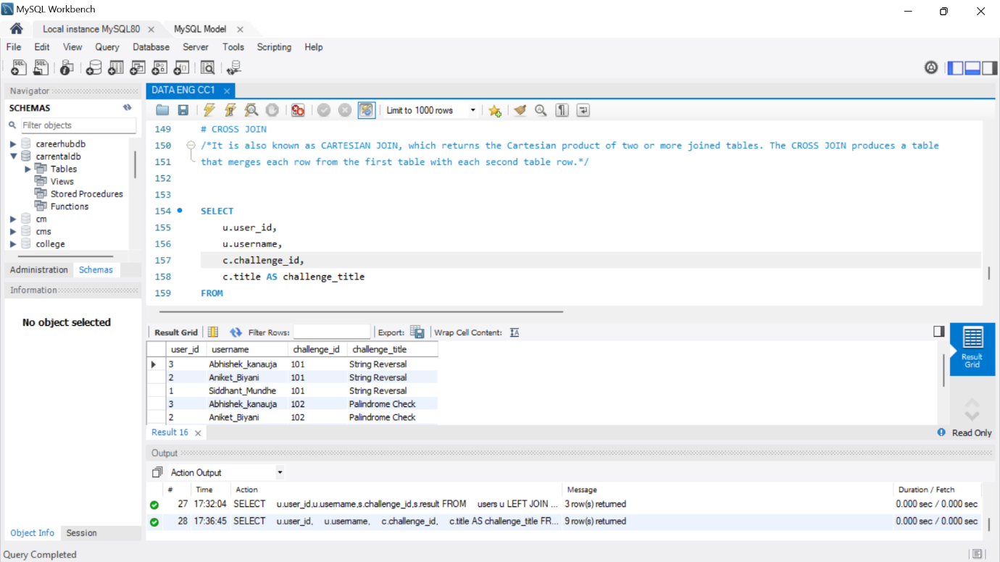 MySQL Workbench
Local instance MySQL80
MySQL Model
File Edit View Query Database Server Tools Scripting Help
Navigator
SCHEMAS
Filter objects
careerhubdb
carrentaldb
Tables
Views
Stored Procedures
Functions
cm
cms
college
Administration Schemas
Information
No object selected
Object Info Session
DATA ENG CC1
Limit to 1000 rows
149 # CROSS JOIN
150 /*It is also known as CARTESIAN JOIN, which returns the Cartesian product of two or more joined tables. The CROSS JOIN produces a table
151 that merges each row from the first table with each second table row.*/
152
153
154 SELECT
155 u.user_id,
156 u.username,
157 c.challenge_id,
158 c.title AS challenge_title
159 FROM
Result Grid Filter Rows: Export: Wrap Cell Content:
user_id username challenge_id challenge_title
3 Abhishek_kanauja 101 String Reversal
2 Aniket_Biyani 101 String Reversal
1 Siddhant_Mundhe 101 String Reversal
3 Abhishek_kanauja 102 Palindrome Check
2 Aniket_Biyani 102 Palindrome Check
Result Grid
Result 16
Read Only
Output
Action Output
# Time Action Message Duration / Fetch
27 17:32:04 SELECT u.user_id,u.username,s.challenge_id,s.result FROM users u LEFT JOIN ... 3 row(s) returned 0.000 sec / 0.000 sec
28 17:36:45 SELECT u.user_id, u.username, c.challenge_id, c.title AS challenge_title FR... 9 row(s) returned 0.000 sec / 0.000 sec
Query Completed